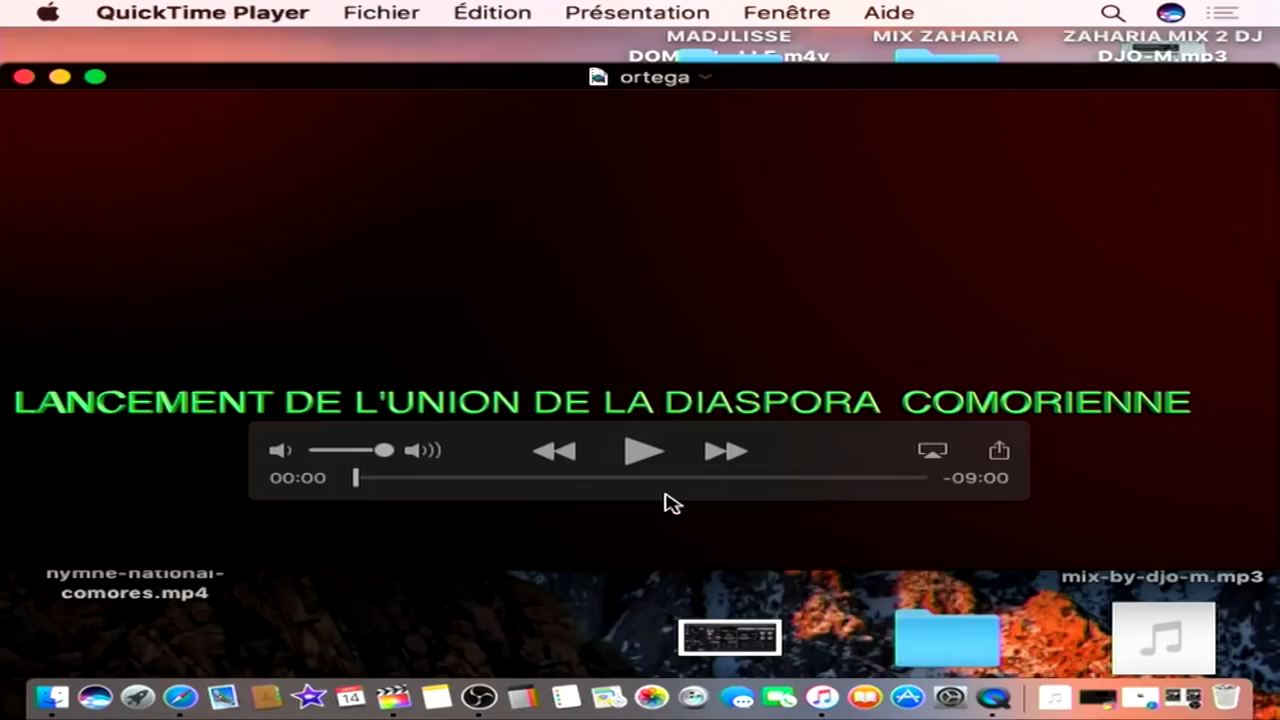 QuickTime Player Fichier Édition Présentation Fenêtre Aide
MADJLISSE MIX ZAHARIA ZAHARIA MIX 2 DJ
DJO-M.mp3
ortega
LANCEMENT DE L'UNION DE LA DIASPORA COMORIENNE
00:00 -09:00
hymne-national- mix-by-djo-m.mp3
comores.mp4
14